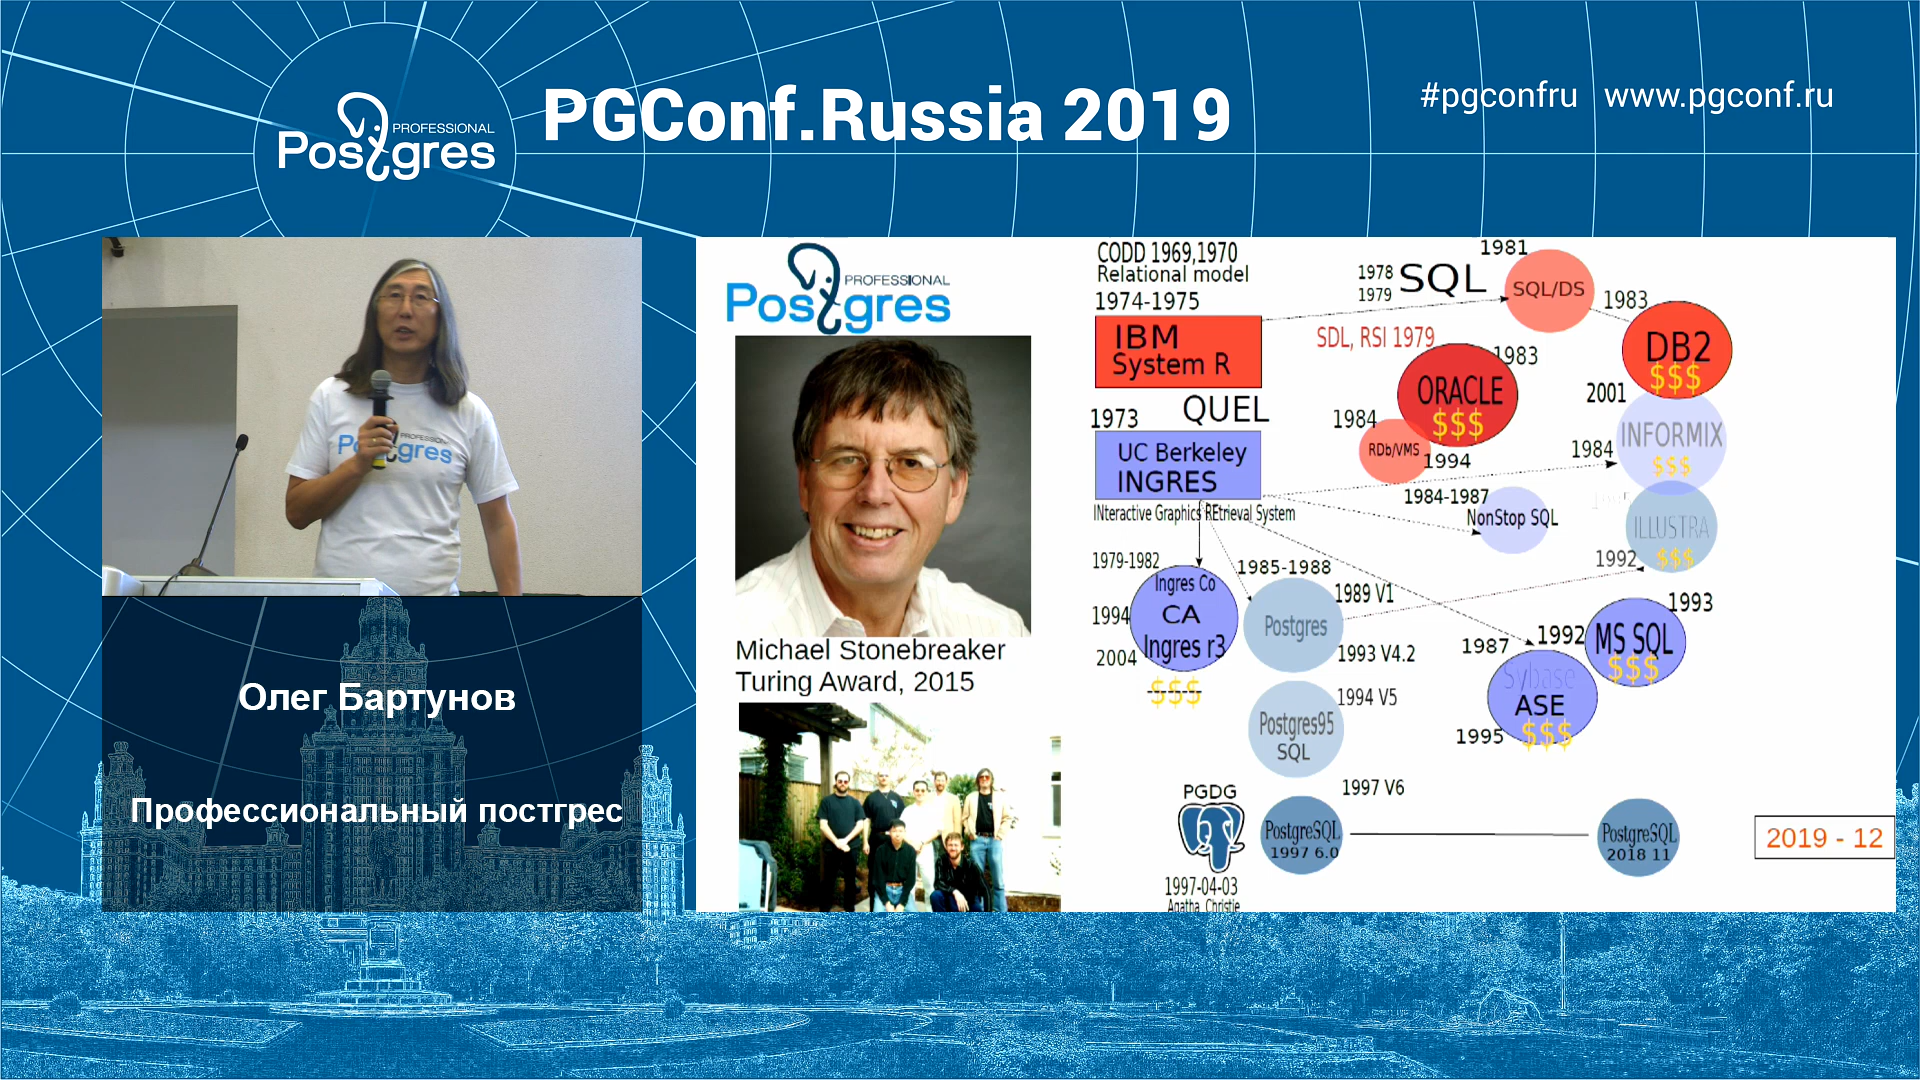 PROFESSIONAL
Postgres
PGConf.Russia 2019
#pgconfru www.pgconf.ru
PROFESSIONAL
Postgres
Олег Бартунов
Профессиональный постгрес
PROFESSIONAL
Postgres
Michael Stonebreaker
Turing Award, 2015
CODD 1969,1970
Relational model
1974-1975
IBM
System R
1973
QUEL
UC Berkeley
INGRES
INteractive Graphics REtrieval System
1978
1979
SQL
1981
SQL/DS
1983
DB2
$$$
SDL, RSI 1979
1983
ORACLE
$$$
1984
RDb/VMS
1994
2001
INFORMIX
$$$
1984
1984-1987
NonStop SQL
ILLUSTRA
$$$
1992
1979-1982
Ingres Co
1994
CA
Ingres r3
2004
$$$
1985-1988
1989 V1
Postgres
1993 V4.2
1994 V5
Postgres95
SQL
1987
1992
1993
MS SQL
$$$
Sybase
ASE
1995
$$$
PGDG
1997 V6
PostgreSQL
1997 6.0
PostgreSQL
2018 11
2019 - 12
1997-04-03
Agatha Christie